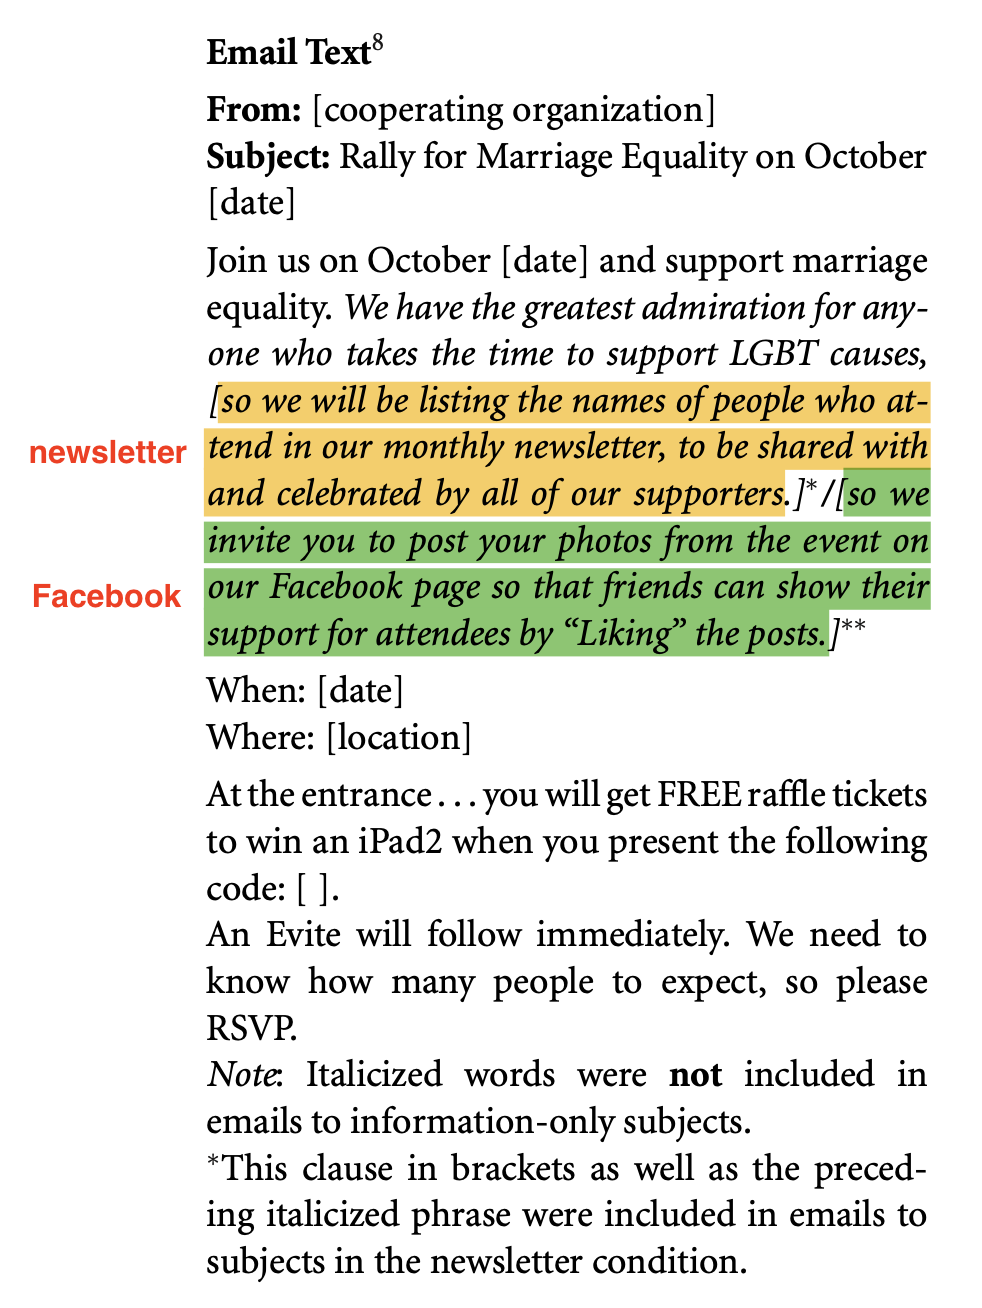 Email Text8
From: [cooperating organization]
Subject: Rally for Marriage Equality on October
[date]
Join us on October [date] and support marriage
equality. We have the greatest admiration for any-
one who takes the time to support LGBT causes,
[so we will be listing the names of people who at-
newsletter
tend in our monthly newsletter, to be shared with
and celebrated by all of our supporters.]*/[so we
invite you to post your photos from the event on
Facebook
our Facebook page so that friends can show their
support for attendees by “Liking” the posts.]**
When: [date]
Where: [location]
At the entrance . . . you will get FREE raffle tickets
to win an iPad2 when you present the following
code: [ ].
An Evite will follow immediately. We need to
know how many people to expect, so please
RSVP.
Note: Italicized words were not included in
emails to information-only subjects.
*This clause in brackets as well as the preced-
ing italicized phrase were included in emails to
subjects in the newsletter condition.